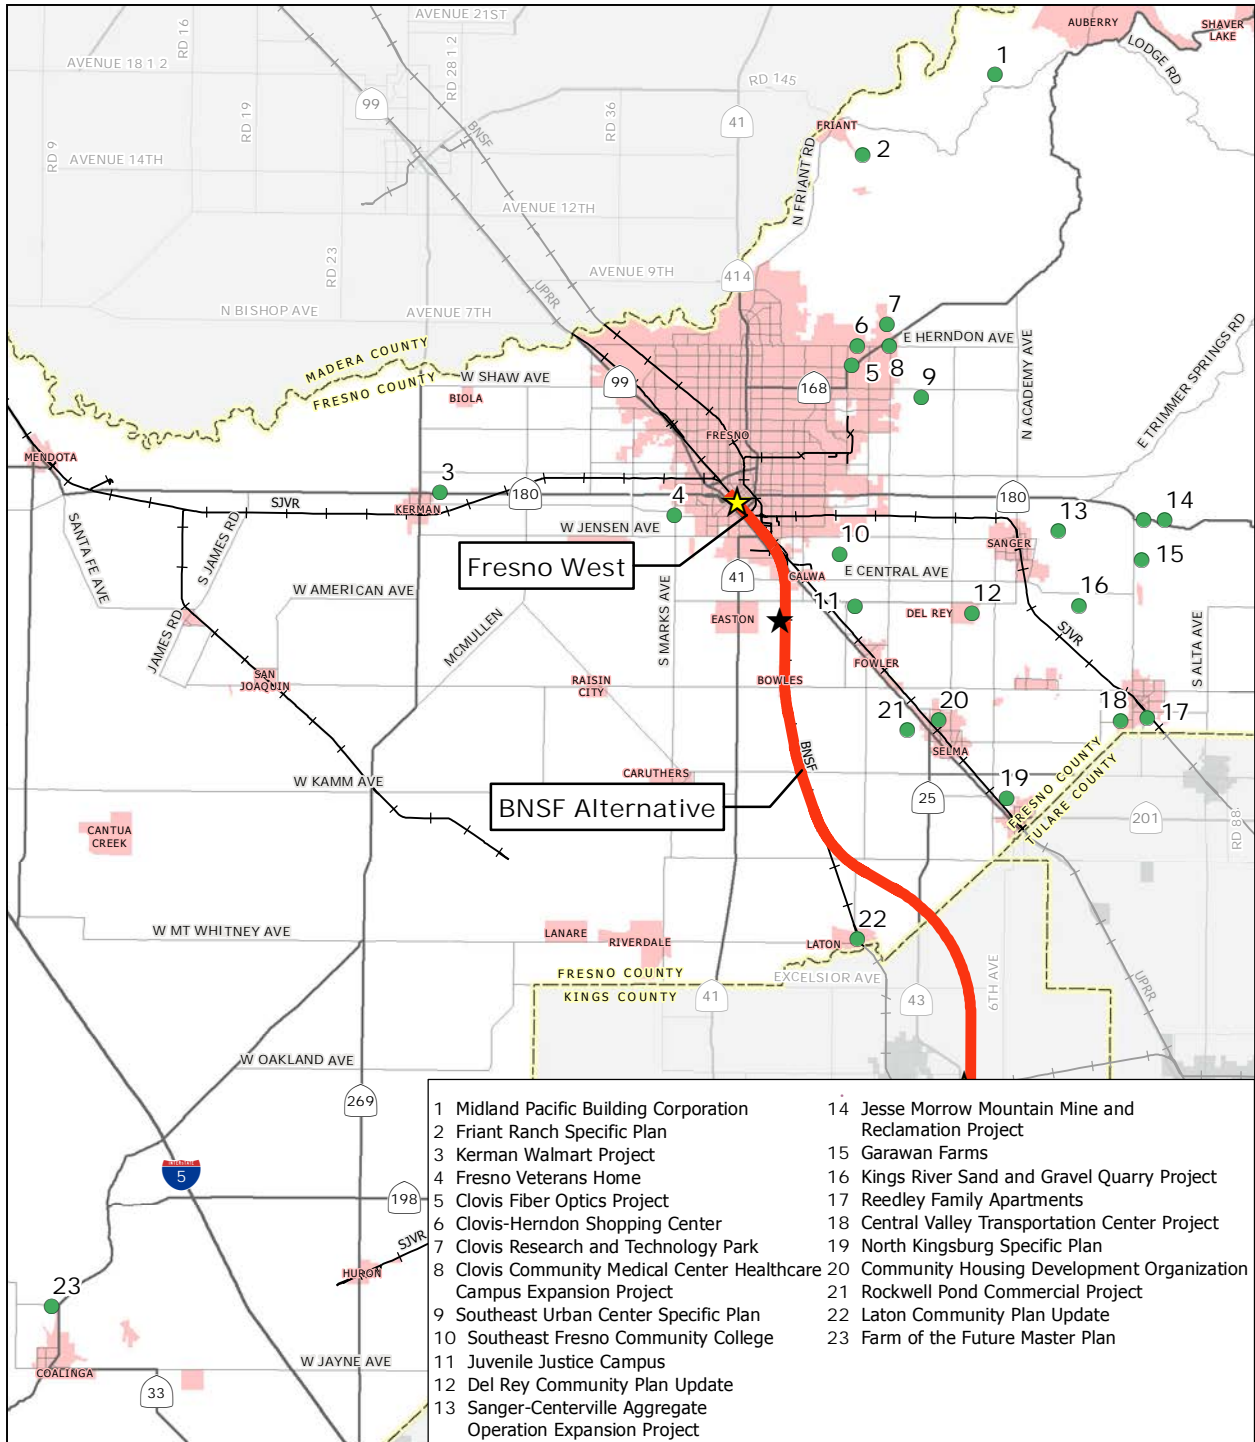 AVENUE 21ST
RD 16
AUBERRY
SHAVER
LAKE
LODGE RD
AVENUE 18 1 2
RD 28 1 2
RD 145
1
99
RD 19
RD 36
41
FRIANT
BNSF
2
RD 9
AVENUE 14TH
N FRIANT RD
AVENUE 12TH
RD 23
AVENUE 9TH
414
UPRR
N BISHOP AVE
AVENUE 7TH
7
6
E HERNDON AVE
MADERA COUNTY
FRESNO COUNTY
5
8
N ACADEMY AVE
E TRIMMER SPRINGS RD
W SHAW AVE
99
168
9
BIOLA
FRESNO
MENDOTA
3
4
180
180
SJVR
KERMAN
14
13
W JENSEN AVE
10
SANGER
SANTA FE AVE
S JAMES RD
Fresno West
15
41
CALWA
E CENTRAL AVE
W AMERICAN AVE
S MARKS AVE
11
12
16
EASTON
DEL REY
JAMES RD
MCMULLEN
SJVR
S ALTA AVE
FOWLER
SAN
JOAQUIN
RAISIN
CITY
BOWLES
21
20
18
17
BNSF
SELMA
W KAMM AVE
CARUTHERS
19
FRESNO COUNTY
TULARE COUNTY
BNSF Alternative
25
201
RD 88
CANTUA
CREEK
22
W MT WHITNEY AVE
LANARE
RIVERDALE
LATON
FRESNO COUNTY
KINGS COUNTY
EXCELSIOR AVE
41
43
6TH AVE
UPRR
W OAKLAND AVE
269
5
198
SJVR
HURON
23
W JAYNE AVE
COALINGA
33
1 Midland Pacific Building Corporation
2 Friant Ranch Specific Plan
3 Kerman Walmart Project
4 Fresno Veterans Home
5 Clovis Fiber Optics Project
6 Clovis-Herndon Shopping Center
7 Clovis Research and Technology Park
8 Clovis Community Medical Center Healthcare
Campus Expansion Project
9 Southeast Urban Center Specific Plan
10 Southeast Fresno Community College
11 Juvenile Justice Campus
12 Del Rey Community Plan Update
13 Sanger-Centerville Aggregate
Operation Expansion Project
14 Jesse Morrow Mountain Mine and
Reclamation Project
15 Garawan Farms
16 Kings River Sand and Gravel Quarry Project
17 Reedley Family Apartments
18 Central Valley Transportation Center Project
19 North Kingsburg Specific Plan
20 Community Housing Development Organization
21 Rockwell Pond Commercial Project
22 Laton Community Plan Update
23 Farm of the Future Master Plan